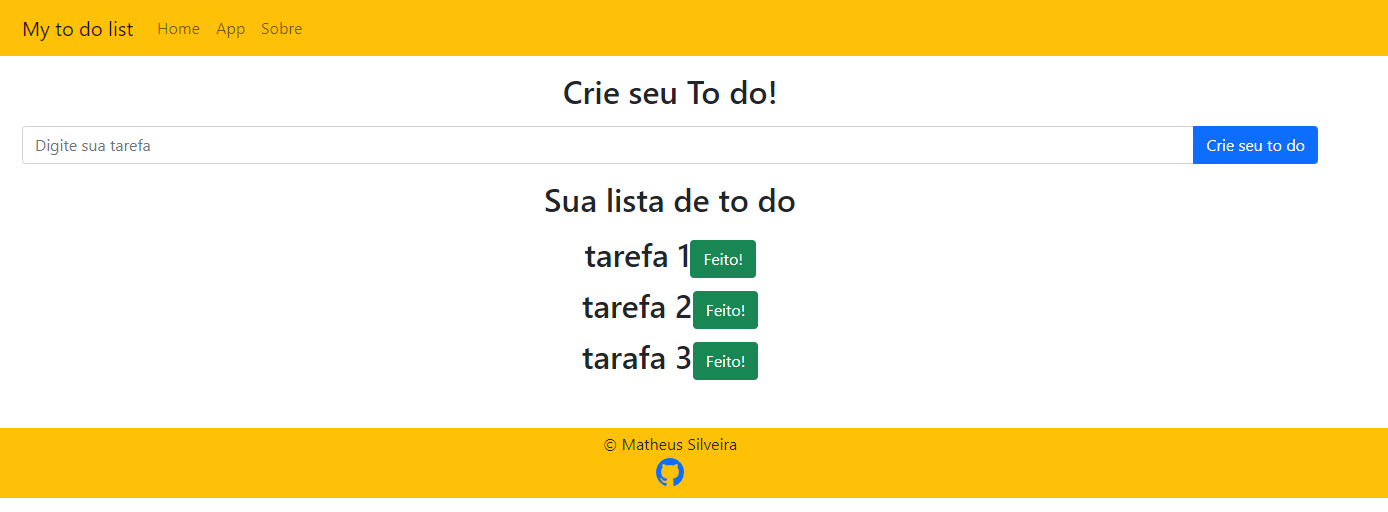 My to do list Home App Sobre
Crie seu To do!
Digite sua tarefa Crie seu to do
Sua lista de to do
tarefa 1 Feito!
tarefa 2 Feito!
tarafa 3 Feito!
© Matheus Silveira